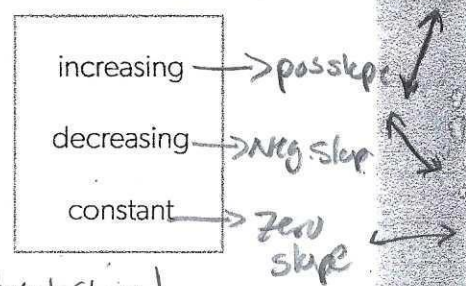 increasing → pos slope
decreasing → Neg. slope
constant → Zero
slope